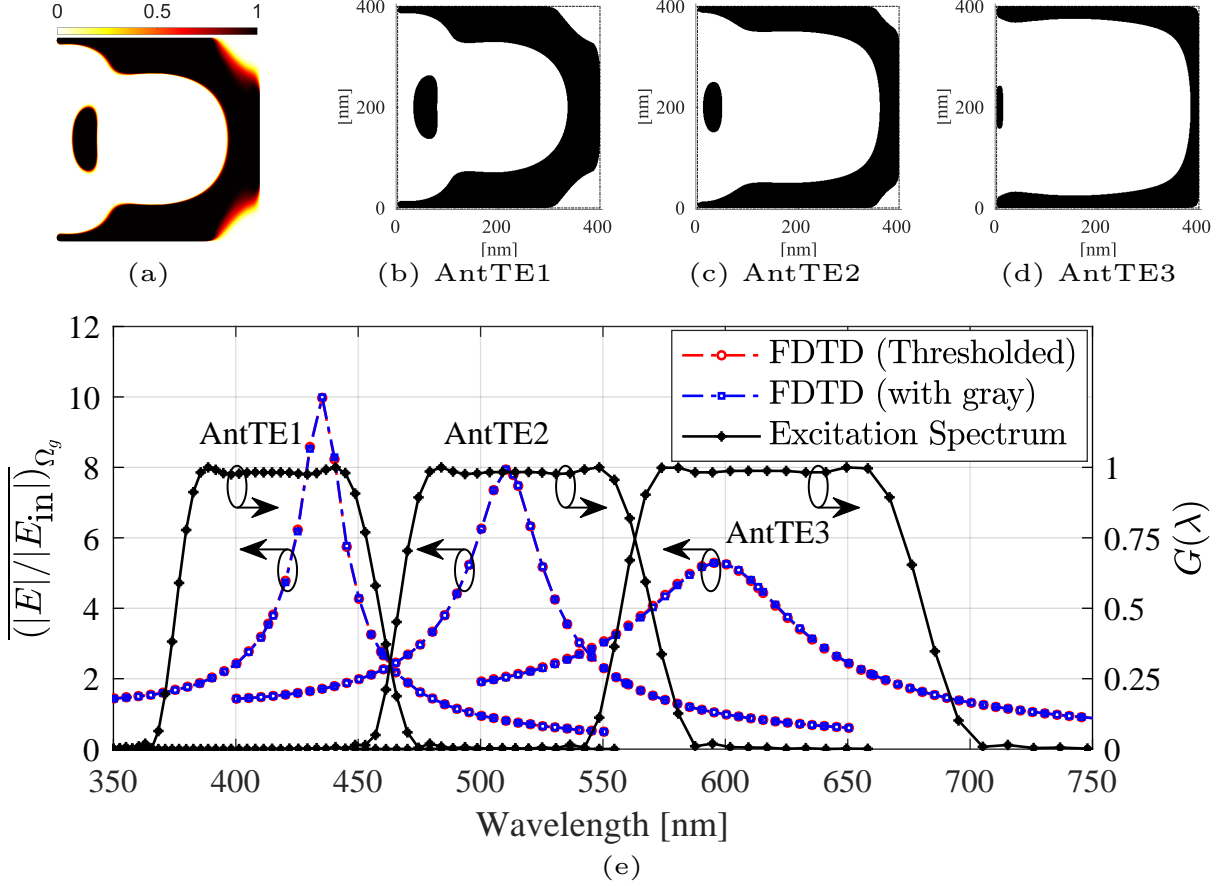 0 0.5 1
(a)
400
200
0
[nm]
0 200 400
[nm]
(b) AntTE1
400
200
0
[nm]
0 200 400
[nm]
(c) AntTE2
400
200
0
[nm]
0 200 400
[nm]
(d) AntTE3
FDTD (Thresholded)
FDTD (with gray)
Excitation Spectrum
AntTE1
AntTE2
AntTE3
12
10
8
6
4
2
0
(|E|/|E_in|)_Ω_g
1
0.75
0.5
0.25
0
G(λ)
350 400 450 500 550 600 650 700 750
Wavelength [nm]
(e)